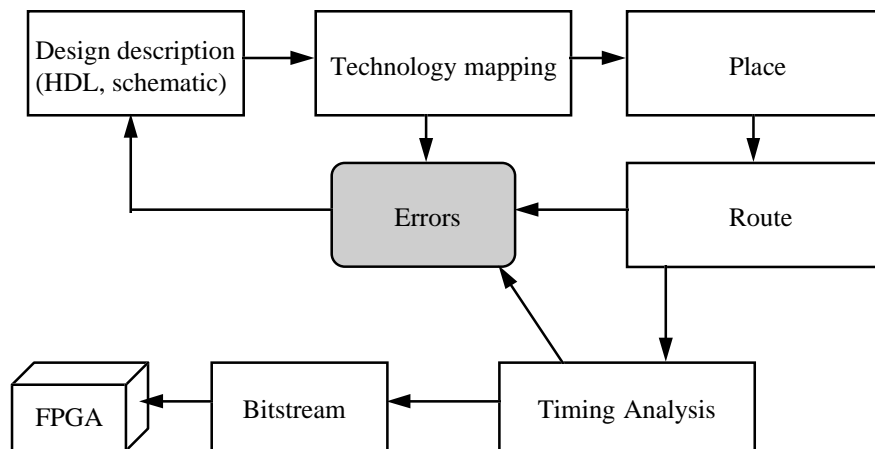 Design description
(HDL, schematic)
Technology mapping
Place
Errors
Route
FPGA
Bitstream
Timing Analysis